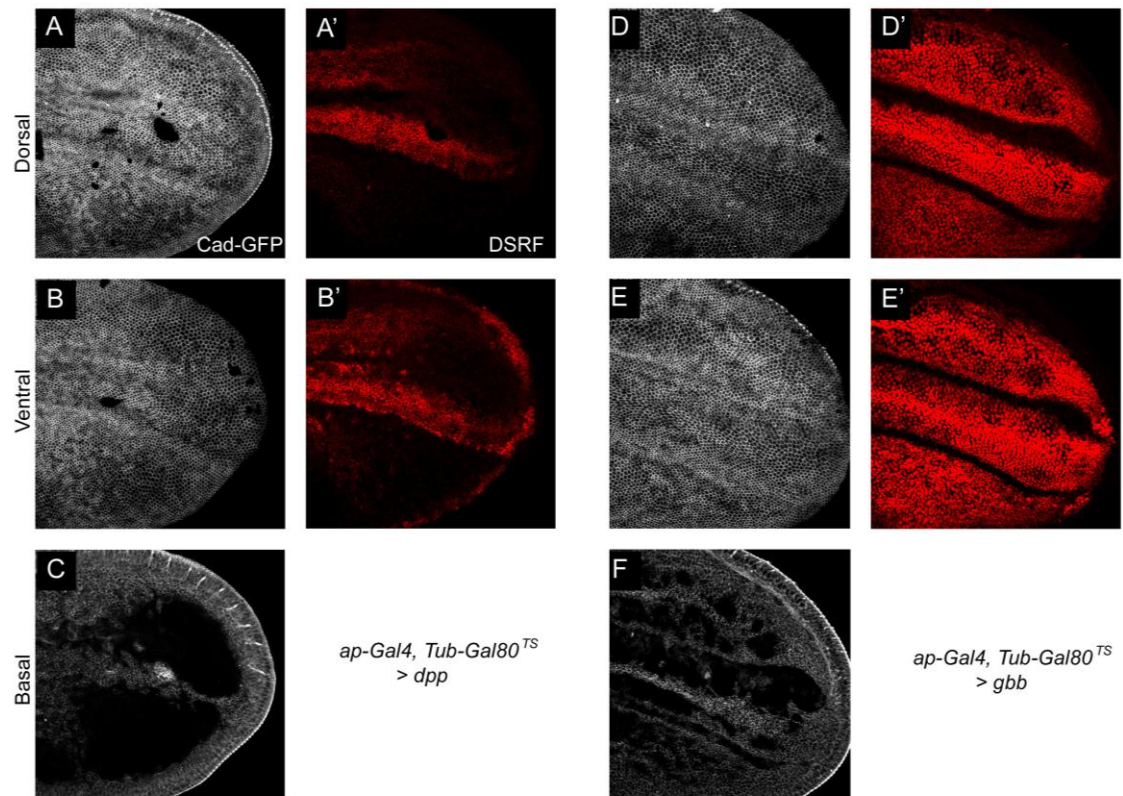 A
A’
D
D’
Dorsal
Cad-GFP
DSRF
B
B’
E
E’
Ventral
C
F
Basal
ap-Gal4, Tub-Gal80TS
> dpp
ap-Gal4, Tub-Gal80TS
> gbb